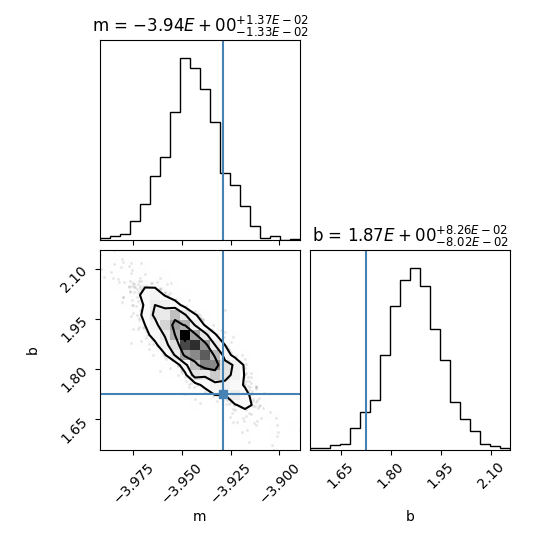 m = −3.94E + 00^{+1.37E − 02}_{−1.33E − 02}
b = 1.87E + 00^{+8.26E − 02}_{−8.02E − 02}
2.10
1.95
1.80
1.65
b
−3.975 −3.950 −3.925 −3.900
m
1.65 1.80 1.95 2.10
b